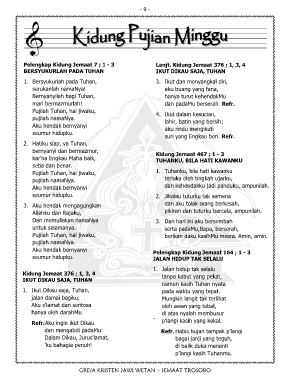 - 9 -
Kidung Pujian Minggu
Pelengkap Kidung Jemaat 7 ; 1 - 3
BERSYUKURLAH PADA TUHAN
1. Bersyukurlah pada Tuhan,
serukanlah namaNya!
Bernyanyilah bagi Tuhan,
mari bermazmurlah!
Pujilah Tuhan, hai jiwaku,
pujilah namaNya.
Aku hendak bernyanyi
seumur hidupku.
2. Hatiku siap, ya Tuhan,
bernyanyi dan bermazmur,
kar'na lingkau Maha baik,
setia dan benar.
Pujilah Tuhan, hai jiwaku,
pujilah namaNya.
Aku hendak bernyanyi
seumur hidupku.
3. Aku hendak mengagungkan
Allahku dan Rajaku,
Dan memuliakan namaNya
untuk selamanya.
Pujilah Tuhan, hai jiwaku,
pujilah namaNya.
Aku hendak bernyanyi
seumur hidupku.
Kidung Jemaat 376 ; 1, 3, 4
IKUT DIKAU SAJA, TUHAN
1. Ikut Dikau saja, Tuhan,
jalan damai bagiku;
Aku s'lamat dan sentosa
hanya oleh darahMu
Refr. Aku ingin ikut Dikau
dan mengabdi padaMu:
Dalam Dikau, Jurus'lamat,
'ku bahagia penuh!
Lanjt. Kidung Jemaat 376 ; 1, 3, 4
IKUT DIKAU SAJA, TUHAN
3. Ikut dan menyangkal diri,
aku buang yang fana,
hanya turut kehendakMu
dan padaMu berserah. Refr.
4. Ikut dalam kesucian,
lahir, batin yang bersih;
aku rindu mengikuti
suri yang Engkau beri. Refr.
Kidung Jemaat 467 ; 1 - 3
TUHANKU, BILA HATI KAWANKU
1. Tuhanku, bila hati kawanku
terluka oleh tingkah ujarku,
dan kehendakku jadi panduku, ampunilah.
2. Jikalau tuturku tak semena
dan aku tolak orang berkesah,
pikiran dan tuturku bercela, ampunilah.
3. Dan hari ini aku bersembah
serta padaMu,Bapa, berserah,
berikan daku kasihMu mesra. Amin, amin.
Pelengkap Kidung Jemaat 164 ; 1 - 3
JALAN HIDUP TAK SELALU
1. Jalan hidup tak selalu
tanpa kabut yang pekat,
namun kasih Tuhan nyata
pada waktu yang tepat.
Mungkin langit tak terlihat
oleh awan yang tebal,
di atas nyalah membusur
p'langi kasih yang kekal.
Refr. Habis hujan tampak p'langi
bagai janji yang teguh,
di balik duka menanti
p'langi kasih Tuhanmu.
GREJA KRISTEN JAWI WETAN - JEMAAT TROSOBO